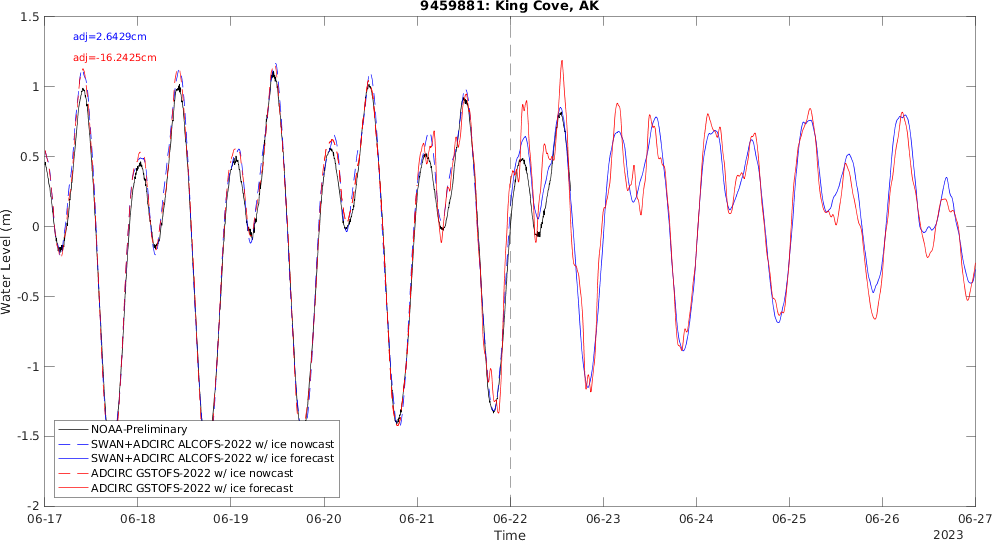 9459881: King Cove, AK
adj=2.6429cm
adj=-16.2425cm
1.5
1
0.5
0
-0.5
-1
-1.5
-2
Water Level (m)
NOAA-Preliminary
SWAN+ADCIRC ALCOFS-2022 w/ ice nowcast
SWAN+ADCIRC ALCOFS-2022 w/ ice forecast
ADCIRC GSTOFS-2022 w/ ice nowcast
ADCIRC GSTOFS-2022 w/ ice forecast
06-17 06-18 06-19 06-20 06-21 06-22 06-23 06-24 06-25 06-26 06-27
Time
2023